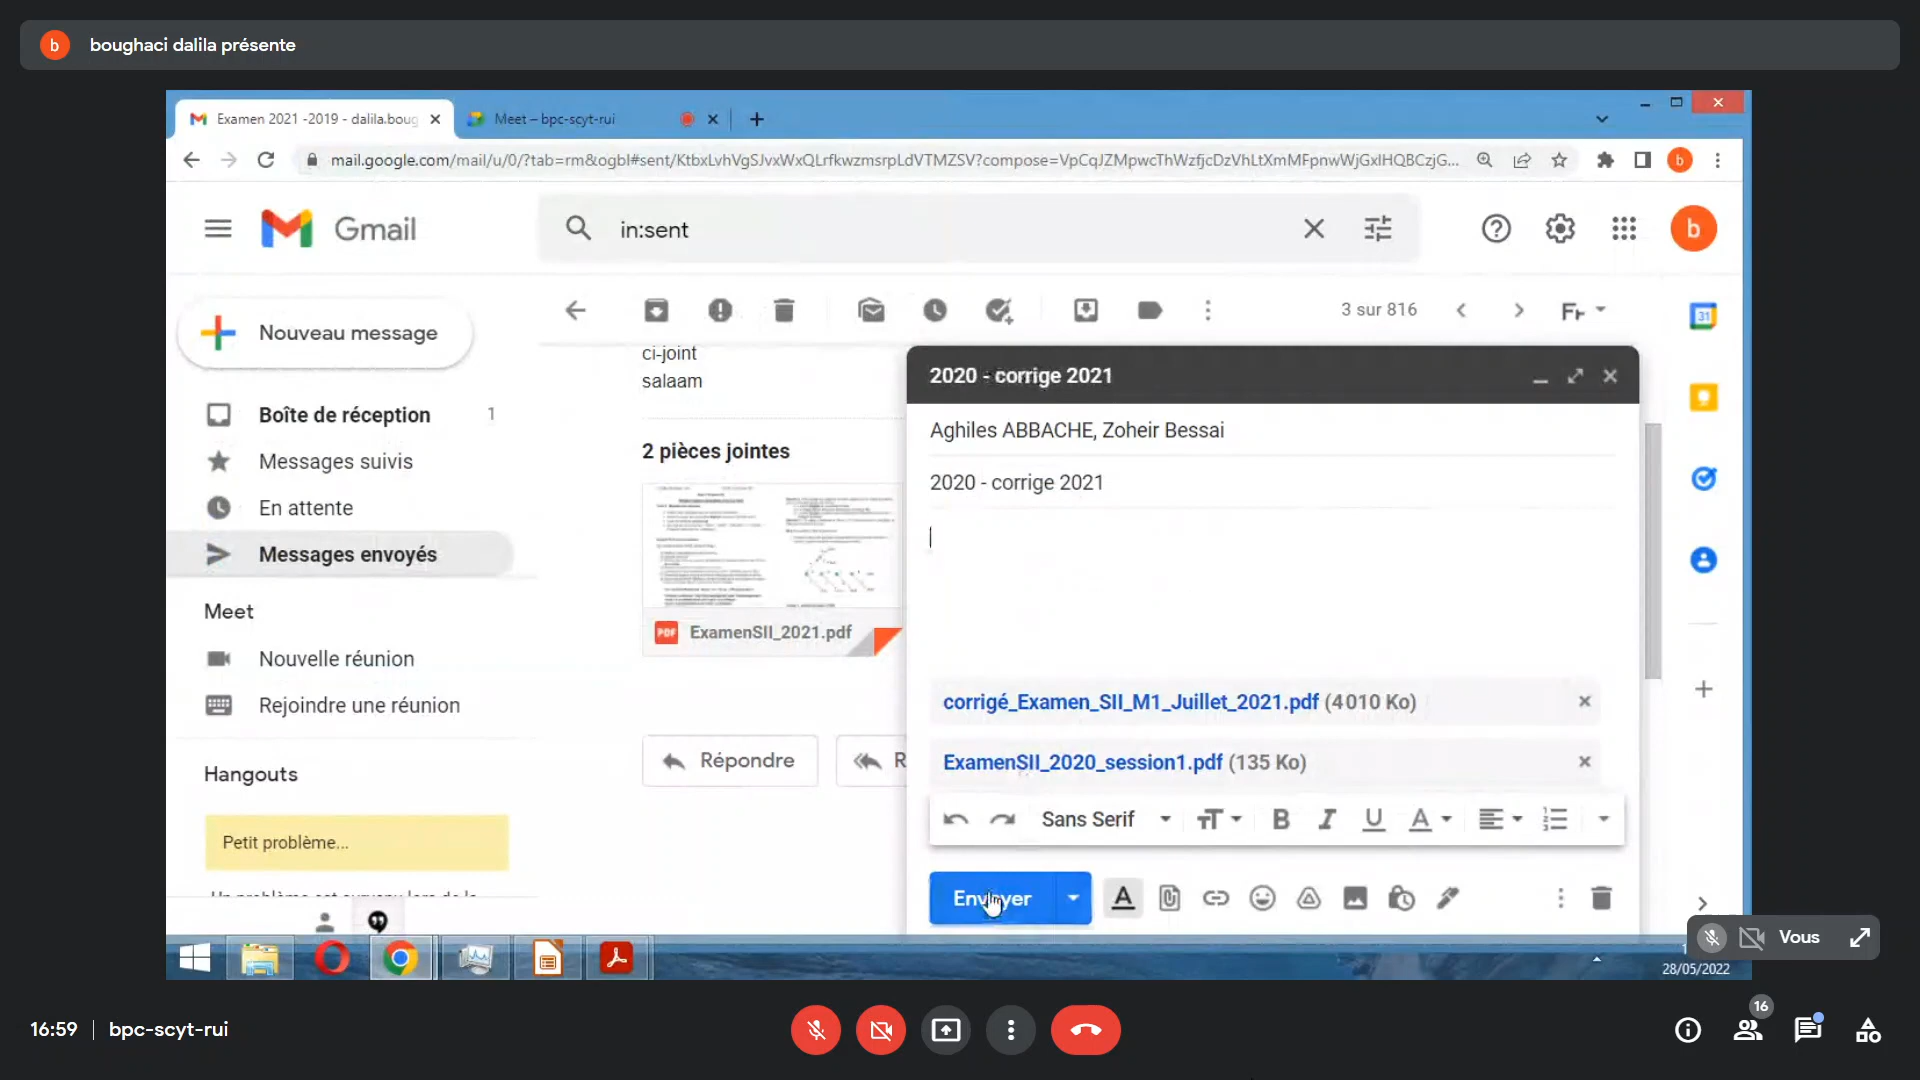 b boughaci dalila présente
Examen 2021 -2019 - dalila.boug
Meet – bpc-scyt-rui
mail.google.com/mail/u/0/?tab=rm&ogbl#sent/KtbxLvhVgSJvxWxQLrfkwzmsrpLdVTMZSV?compose=VpCqJZMpwcThWzfjcDzVhLtXmMFpnwWjGxIHQBCzjG...
b
Gmail
in:sent
b
Nouveau message
3 sur 816
Fr
31
ci-joint
salaam
2020 - corrige 2021
Boîte de réception 1
Aghiles ABBACHE, Zoheir Bessai
Messages suivis
2 pièces jointes
2020 - corrige 2021
En attente
Messages envoyés
Meet
PDF ExamenSII_2021.pdf
Nouvelle réunion
Rejoindre une réunion
corrigé_Examen_SII_M1_Juillet_2021.pdf (4010 Ko)
Répondre
R
ExamenSII_2020_session1.pdf (135 Ko)
Hangouts
Sans Serif
Petit problème...
Envoyer
Vous
28/05/2022
16:59 | bpc-scyt-rui
16